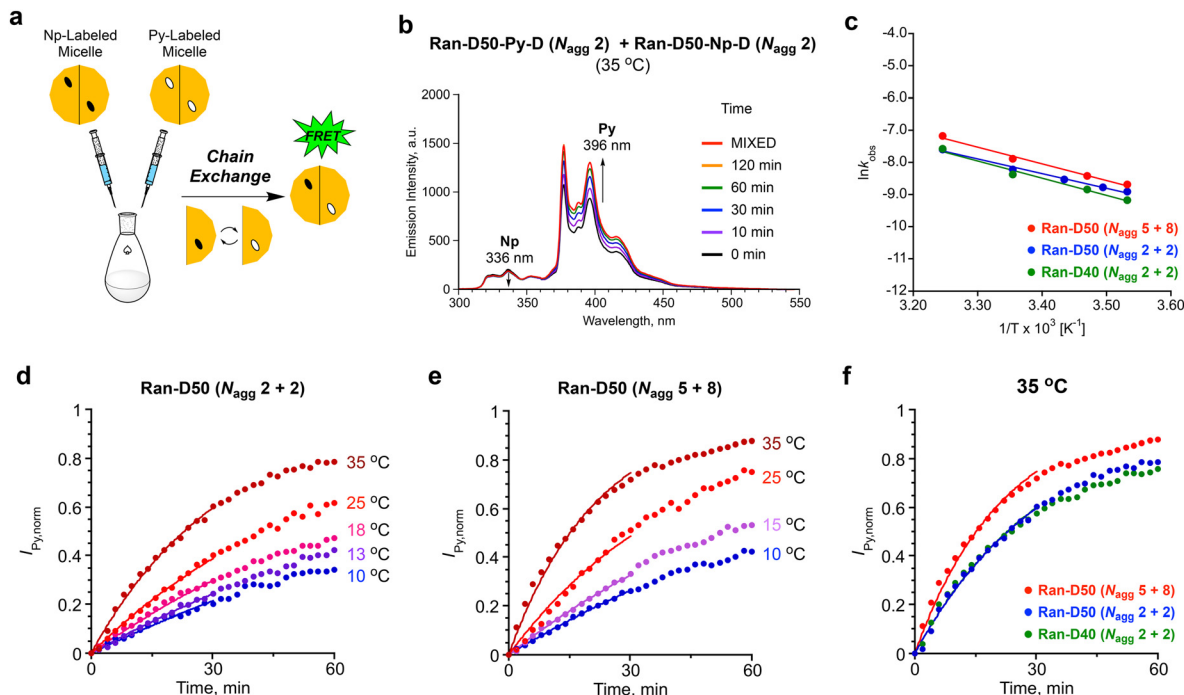 a
Np-Labeled
Micelle
Py-Labeled
Micelle
Chain
Exchange
FRET
b
Ran-D50-Py-D (Nagg 2) + Ran-D50-Np-D (Nagg 2)
(35 °C)
Emission Intensity, a.u.
2000
1500
1000
500
0
300
350
400
450
500
550
Wavelength, nm
Np
336 nm
Py
396 nm
Time
MIXED
120 min
60 min
30 min
10 min
0 min
c
lnkobs
-4.0
-5.0
-6.0
-7.0
-8.0
-9.0
-10.0
-11.0
-12
3.20
3.30
3.40
3.50
3.60
1/T x 10³ [K⁻¹]
Ran-D50 (Nagg 5 + 8)
Ran-D50 (Nagg 2 + 2)
Ran-D40 (Nagg 2 + 2)
d
Ran-D50 (Nagg 2 + 2)
IPy,norm
1
0.8
0.6
0.4
0.2
0
0
30
60
Time, min
35 °C
25 °C
18 °C
13 °C
10 °C
e
Ran-D50 (Nagg 5 + 8)
IPy,norm
1
0.8
0.6
0.4
0.2
0
0
30
60
Time, min
35 °C
25 °C
15 °C
10 °C
f
35 °C
IPy,norm
1
0.8
0.6
0.4
0.2
0
0
30
60
Time, min
Ran-D50 (Nagg 5 + 8)
Ran-D50 (Nagg 2 + 2)
Ran-D40 (Nagg 2 + 2)